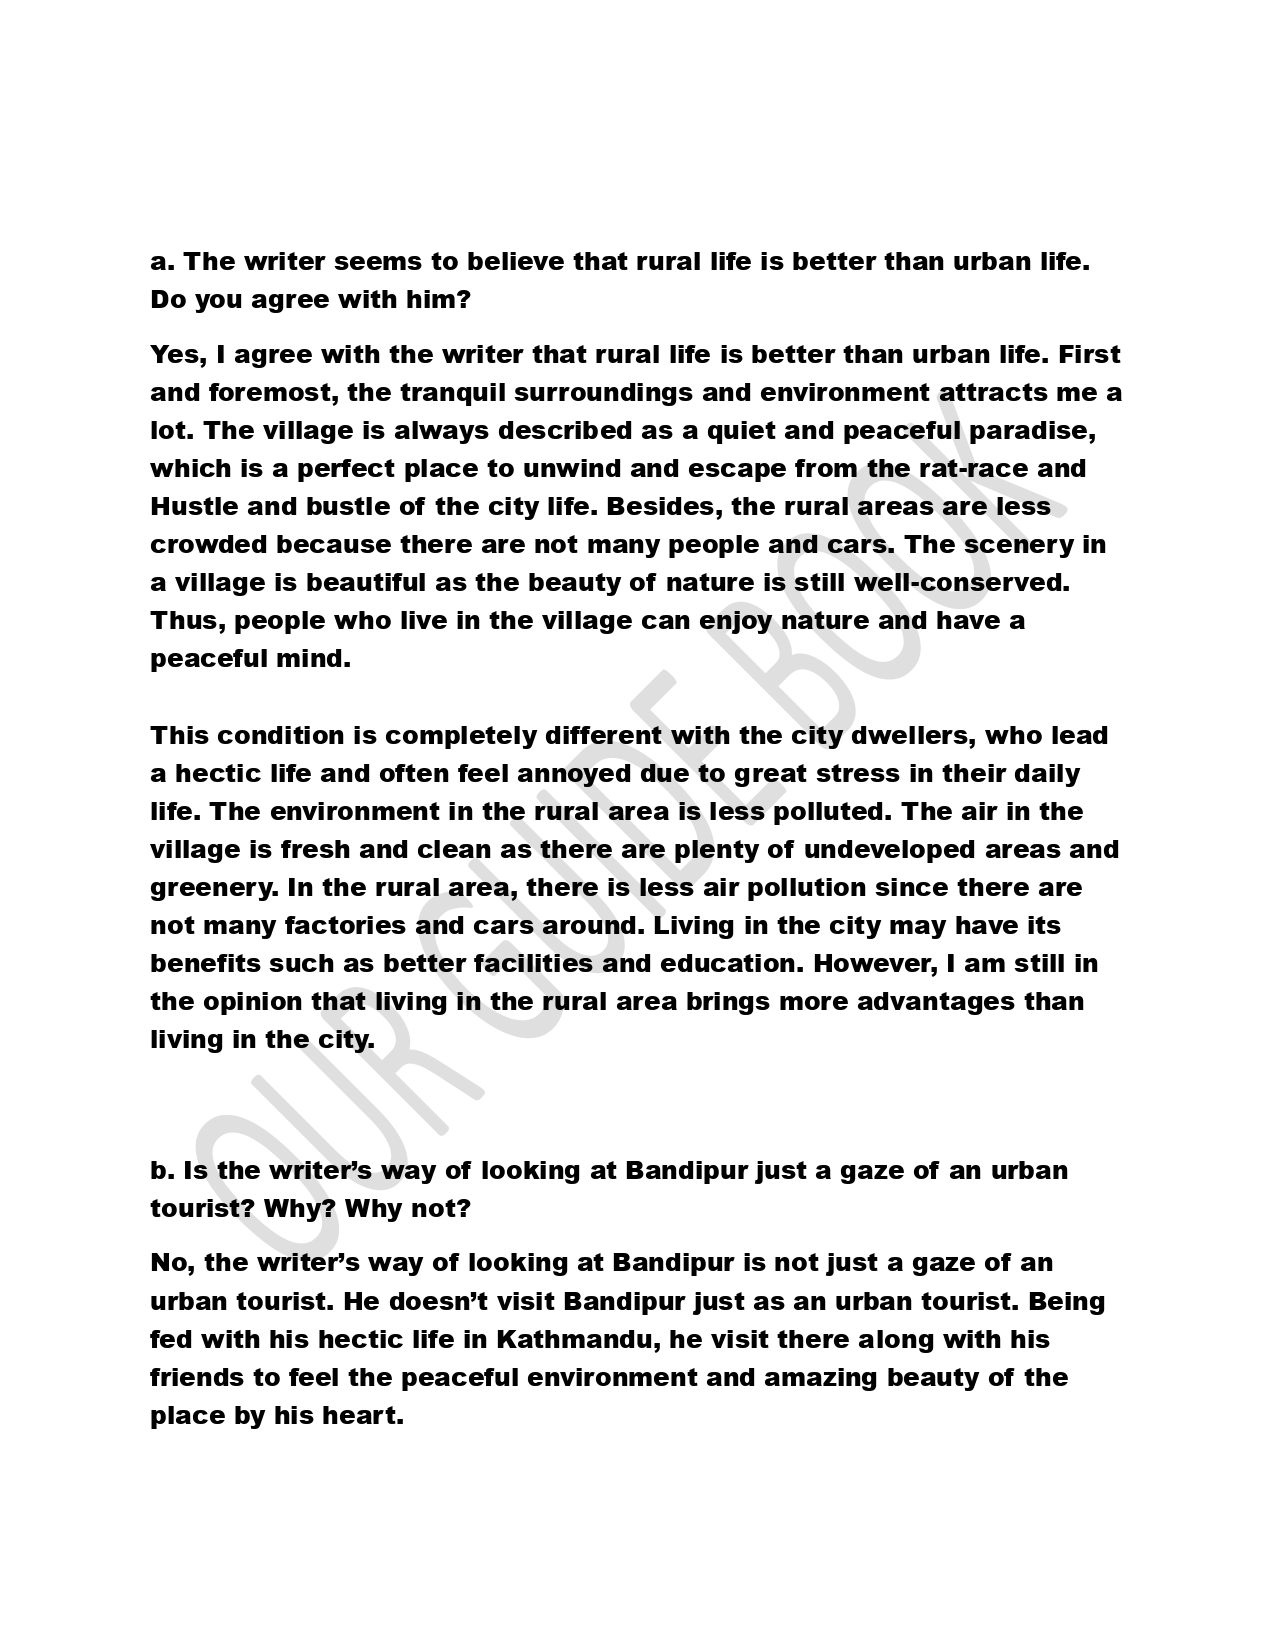 a. The writer seems to believe that rural life is better than urban life.
Do you agree with him?
Yes, I agree with the writer that rural life is better than urban life. First
and foremost, the tranquil surroundings and environment attracts me a
lot. The village is always described as a quiet and peaceful paradise,
which is a perfect place to unwind and escape from the rat-race and
Hustle and bustle of the city life. Besides, the rural areas are less
crowded because there are not many people and cars. The scenery in
a village is beautiful as the beauty of nature is still well-conserved.
Thus, people who live in the village can enjoy nature and have a
peaceful mind.
This condition is completely different with the city dwellers, who lead
a hectic life and often feel annoyed due to great stress in their daily
life. The environment in the rural area is less polluted. The air in the
village is fresh and clean as there are plenty of undeveloped areas and
greenery. In the rural area, there is less air pollution since there are
not many factories and cars around. Living in the city may have its
benefits such as better facilities and education. However, I am still in
the opinion that living in the rural area brings more advantages than
living in the city.
b. Is the writer’s way of looking at Bandipur just a gaze of an urban
tourist? Why? Why not?
No, the writer’s way of looking at Bandipur is not just a gaze of an
urban tourist. He doesn’t visit Bandipur just as an urban tourist. Being
fed with his hectic life in Kathmandu, he visit there along with his
friends to feel the peaceful environment and amazing beauty of the
place by his heart.
OUR GUIDE BOOK